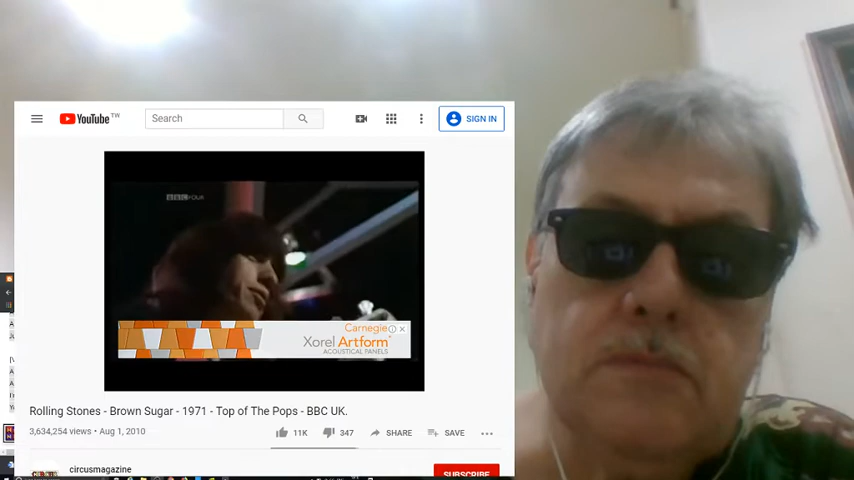 YouTube TW
Search
SIGN IN
BBC FOUR
Carnegie
Xorel Artform
ACOUSTICAL PANELS
Rolling Stones - Brown Sugar - 1971 - Top of The Pops - BBC UK.
3,634,254 views • Aug 1, 2010
11K
347
SHARE
SAVE
circusmagazine
SUBSCRIBE